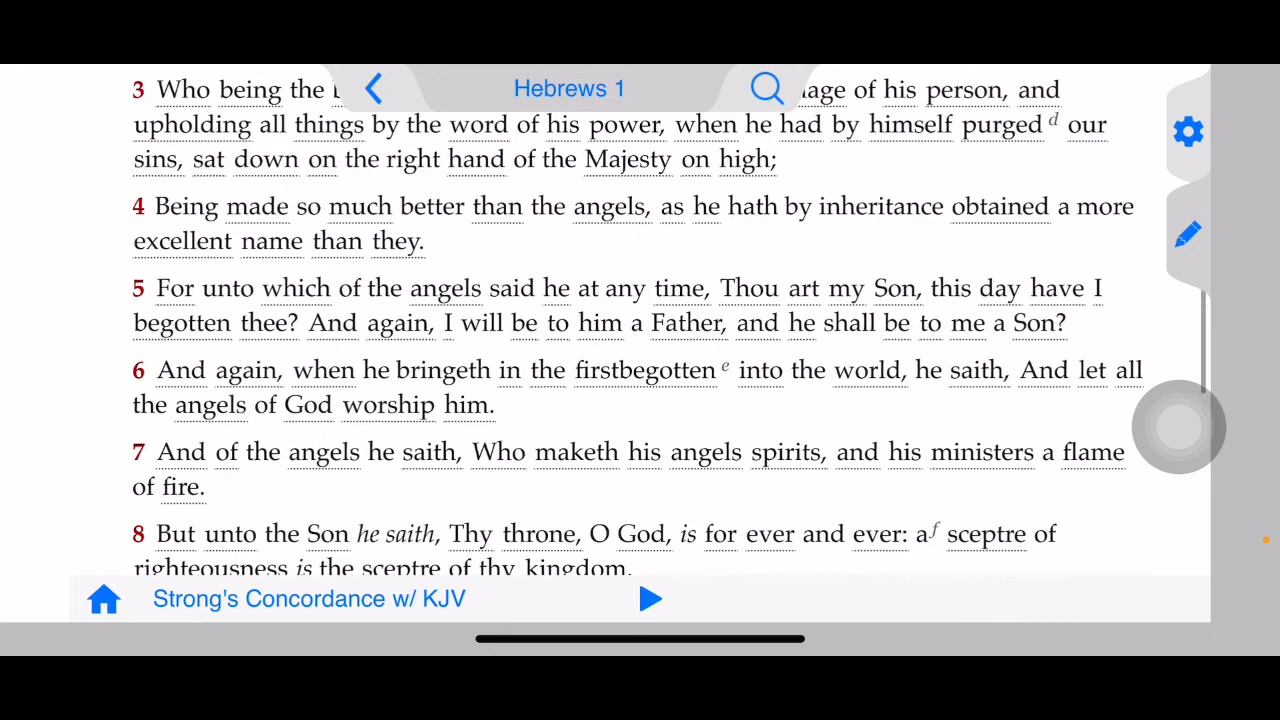 Hebrews 1
3 Who being the of his person, and
upholding all things by the word of his power, when he had by himself purged d our
sins, sat down on the right hand of the Majesty on high;
4 Being made so much better than the angels, as he hath by inheritance obtained a more
excellent name than they.
5 For unto which of the angels said he at any time, Thou art my Son, this day have I
begotten thee? And again, I will be to him a Father, and he shall be to me a Son?
6 And again, when he bringeth in the firstbegotten e into the world, he saith, And let all
the angels of God worship him.
7 And of the angels he saith, Who maketh his angels spirits, and his ministers a flame
of fire.
8 But unto the Son he saith, Thy throne, O God, is for ever and ever: a f sceptre of
righteousness is the sceptre of thy kingdom.
Strong's Concordance w/ KJV